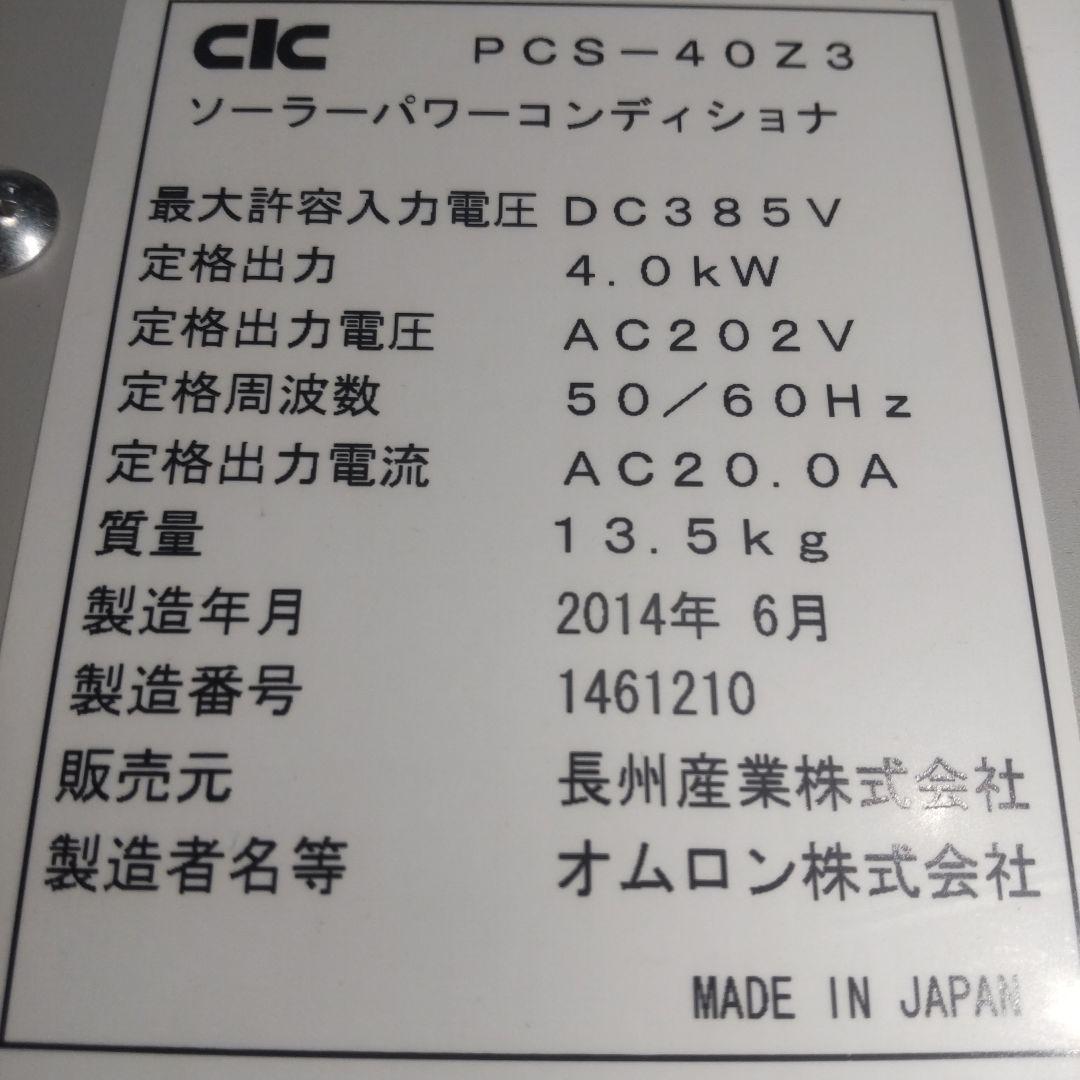 CIC PCS－40Z3
ソーラーパワーコンディショナ
最大許容入力電圧 DC385V
定格出力 4.0kW
定格出力電圧 AC202V
定格周波数 50／60Hz
定格出力電流 AC20.0A
質量 13.5kg
製造年月 2014年 6月
製造番号 1461210
販売元 長州産業株式会社
製造者名等 オムロン株式会社
MADE IN JAPAN